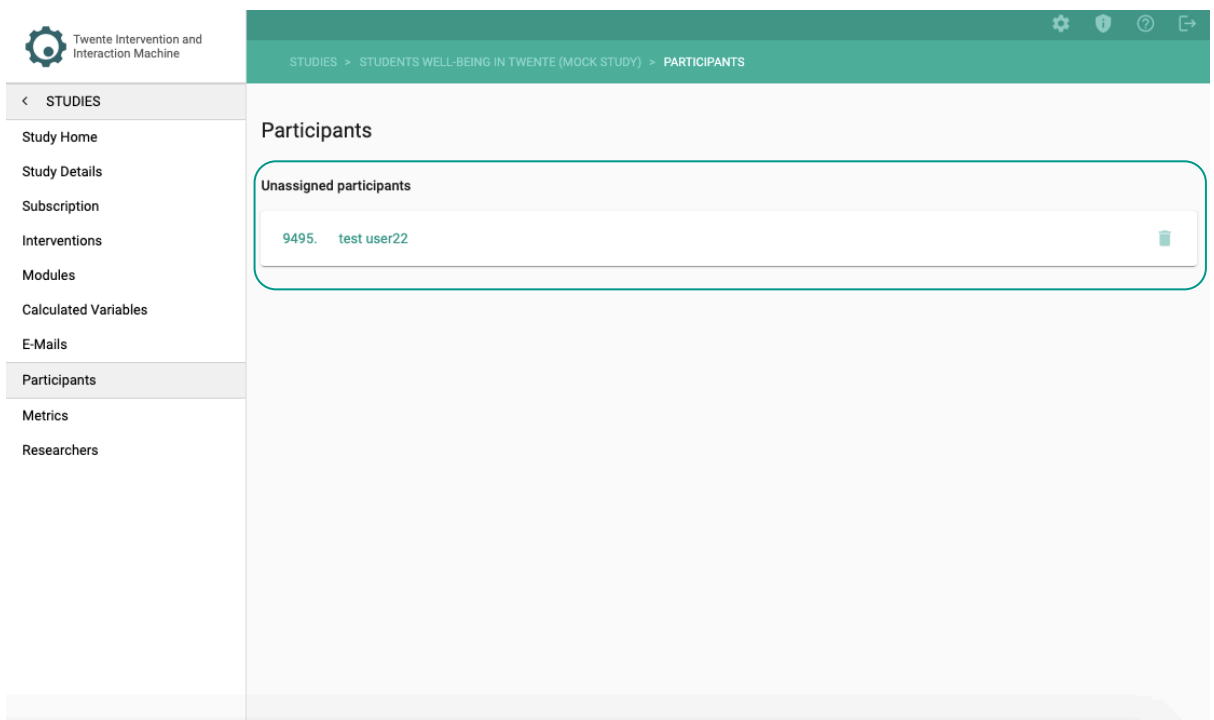 Twente Intervention and
Interaction Machine
STUDIES > STUDENTS WELL-BEING IN TWENTE (MOCK STUDY) > PARTICIPANTS
< STUDIES
Study Home
Study Details
Subscription
Interventions
Modules
Calculated Variables
E-Mails
Participants
Metrics
Researchers
Participants
Unassigned participants
9495. test user22